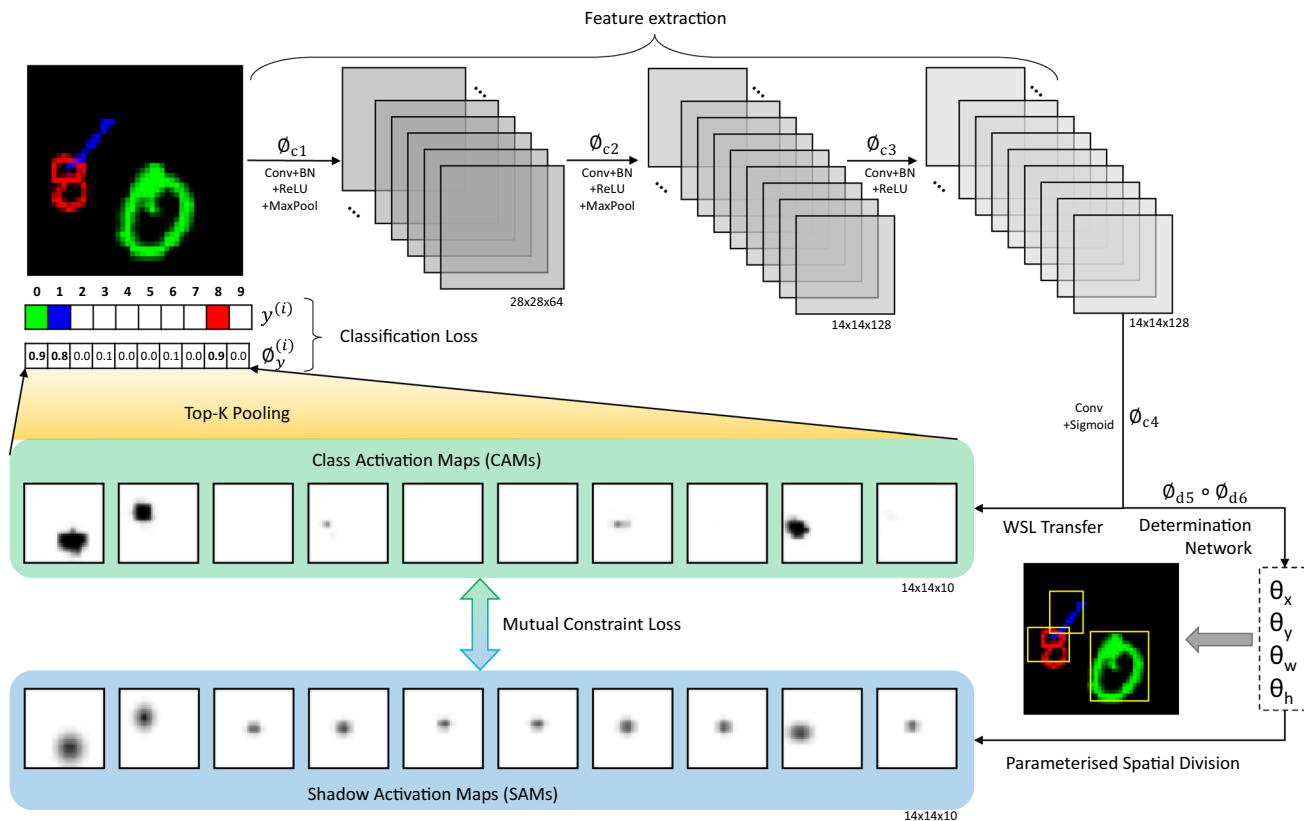 Feature extraction
∅c1
Conv+BN
+ReLU
+MaxPool
28x28x64
∅c2
Conv+BN
+ReLU
+MaxPool
14x14x128
∅c3
Conv+BN
+ReLU
14x14x128
0 1 2 3 4 5 6 7 8 9
y(i)
0.9 0.8 0.0 0.1 0.0 0.0 0.1 0.0 0.9 0.0
∅y(i)
Classification Loss
Top-K Pooling
Conv
+Sigmoid
∅c4
Class Activation Maps (CAMs)
14x14x10
WSL Transfer
∅d5 ∘ ∅d6
Determination
Network
θx
θy
θw
θh
Mutual Constraint Loss
Parameterised Spatial Division
Shadow Activation Maps (SAMs)
14x14x10